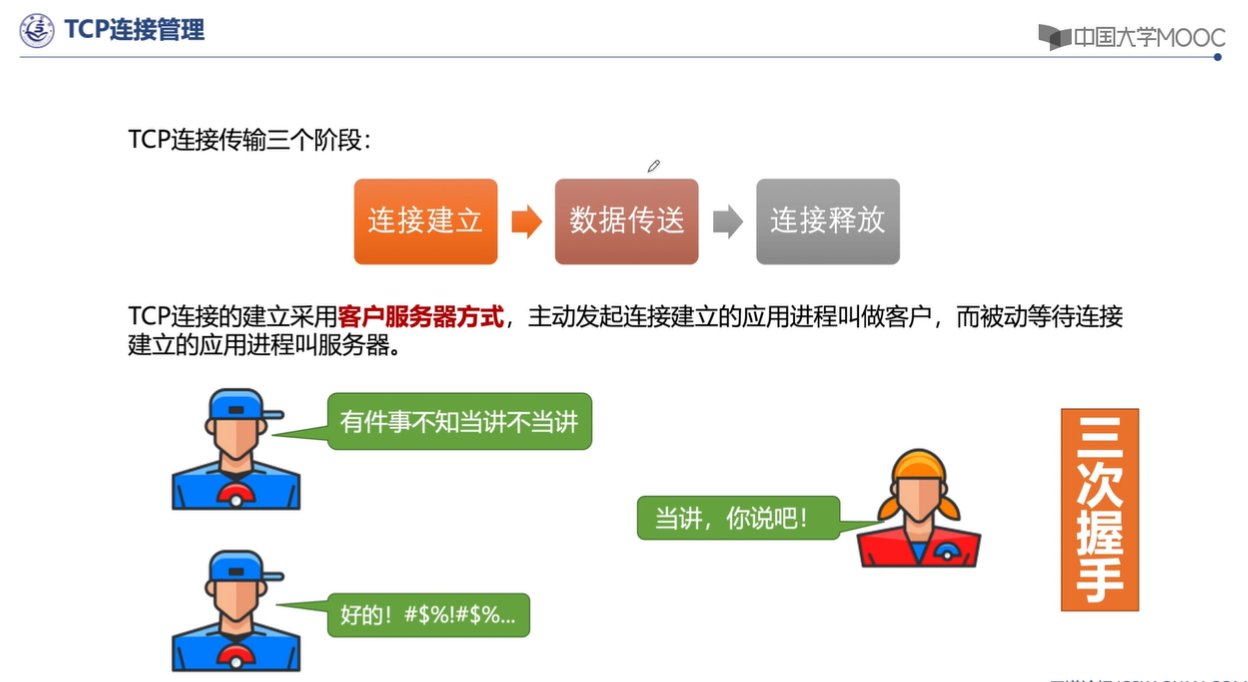 TCP连接管理
中国大学MOOC
TCP连接传输三个阶段：
连接建立
数据传送
连接释放
TCP连接的建立采用客户服务器方式，主动发起连接建立的应用进程叫做客户，而被动等待连接
建立的应用进程叫服务器。
有件事不知当讲不当讲
当讲，你说吧！
好的！#$%!#$%...
三次握手